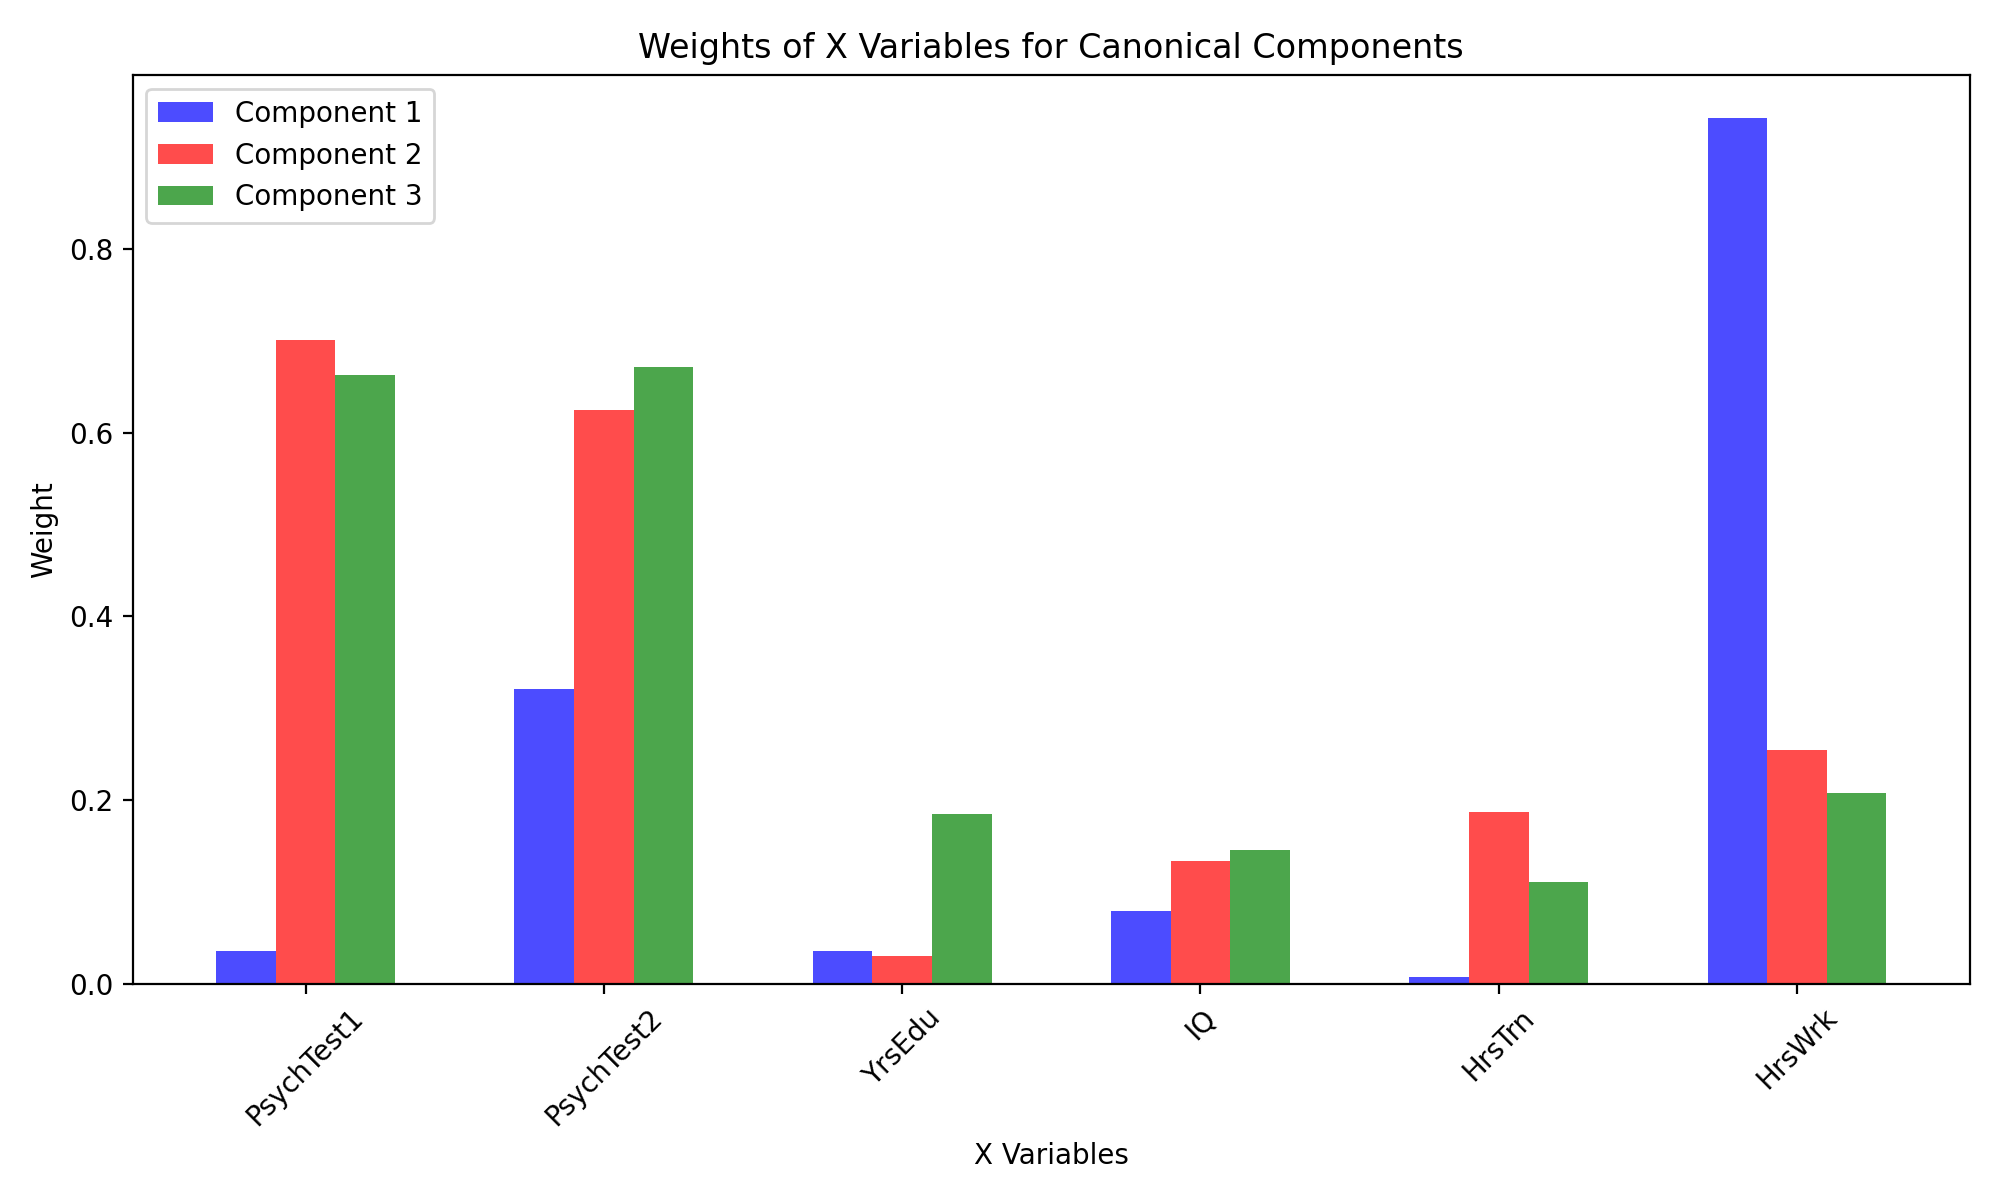 Weights of X Variables for Canonical Components
Component 1
Component 2
Component 3
Weight
0.8
0.6
0.4
0.2
0.0
PsychTest1
PsychTest2
YrsEdu
IQ
HrsTrn
HrsWrk
X Variables